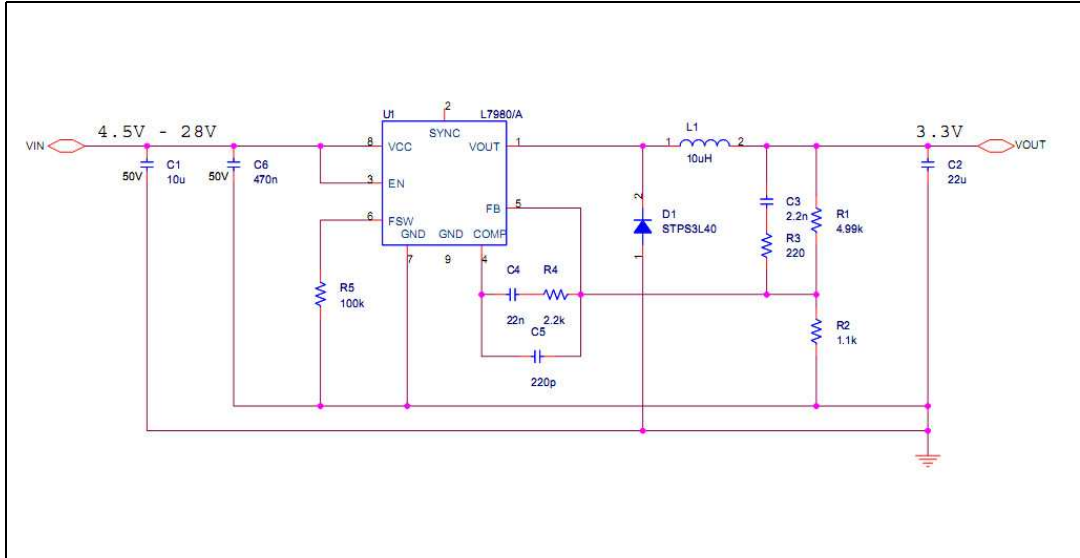 4.5V - 28V
VIN
C1
10u
50V
C6
470n
50V
U1
L7980/A
2
SYNC
8
VCC
VOUT
1
3
EN
6
FSW
FB
5
GND
GND
COMP
7
9
4
R5
100k
C4
22n
R4
2.2k
C5
220p
2
D1
STPS3L40
1
L1
1
2
10uH
C3
2.2n
R3
220
R1
4.99k
R2
1.1k
3.3V
VOUT
C2
22u